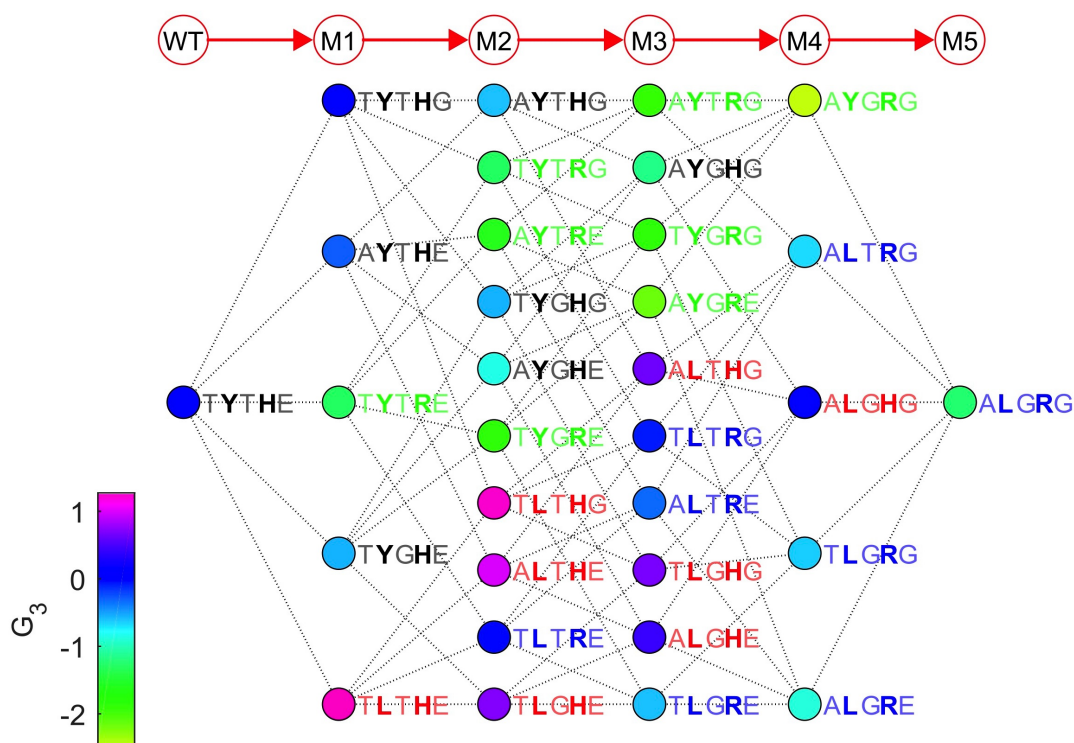 WT M1 M2 M3 M4 M5
TYTHG AYTHG AYTRG AYGRG
TYTRG AYGHG
AYTHE AYTRE TYGRG ALTRG
TYGHG AYGRE
AYGHE ALTHG
TYTHE TYTRE ALGHG ALGRG
TYGRE TLTRG
TLTHG ALTRE
TYGHE TLGRG
ALTHE TLGHG
TLTRE ALGHE
TLTHE TLGHE TLGRE ALGRE
1
0
-1
-2
G3